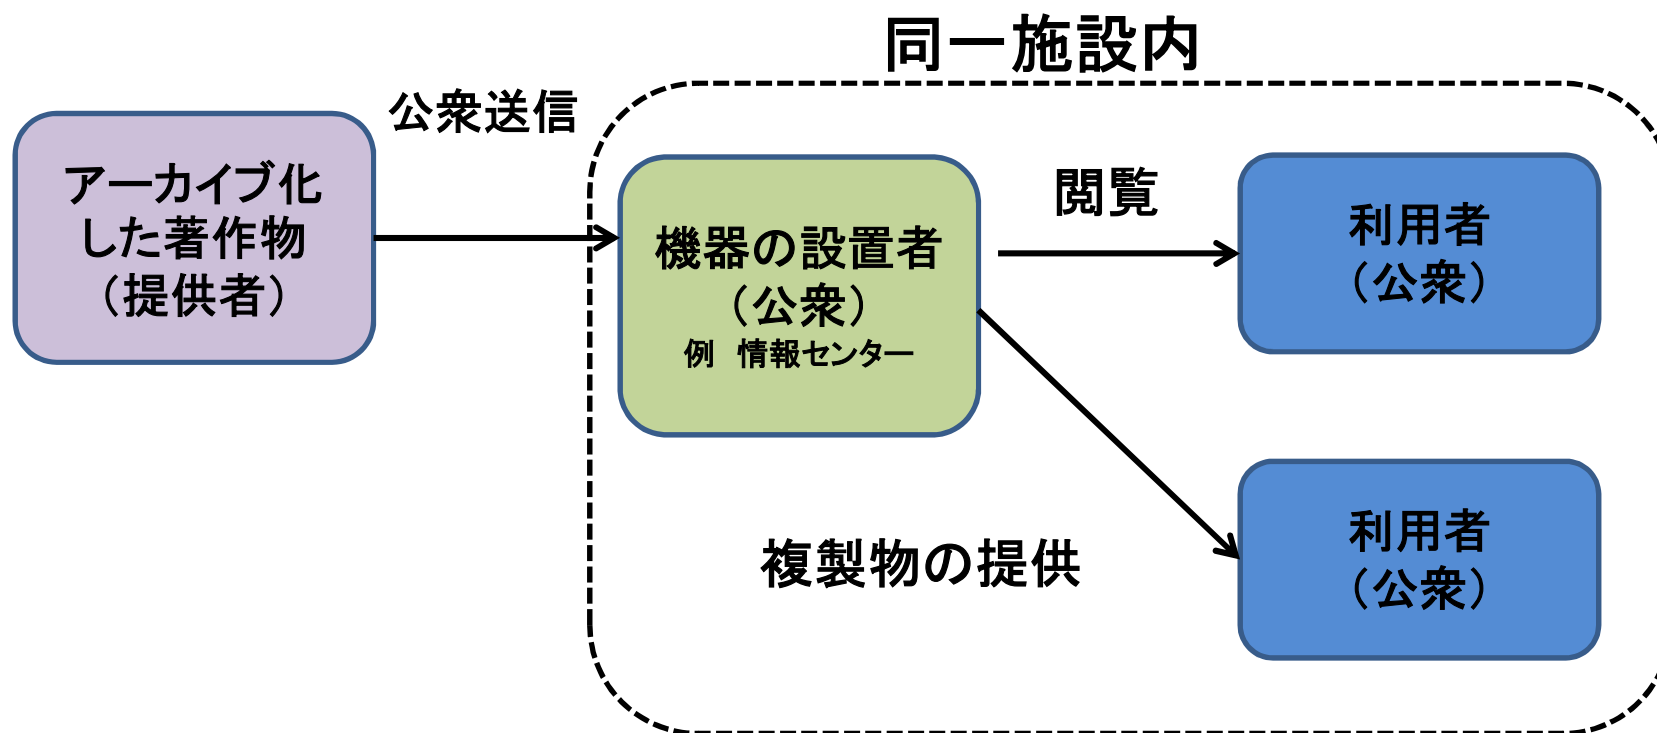 同一施設内
公衆送信
アーカイブ化
した著作物
（提供者）
機器の設置者
（公衆）
例　情報センター
閲覧
利用者
（公衆）
複製物の提供
利用者
（公衆）